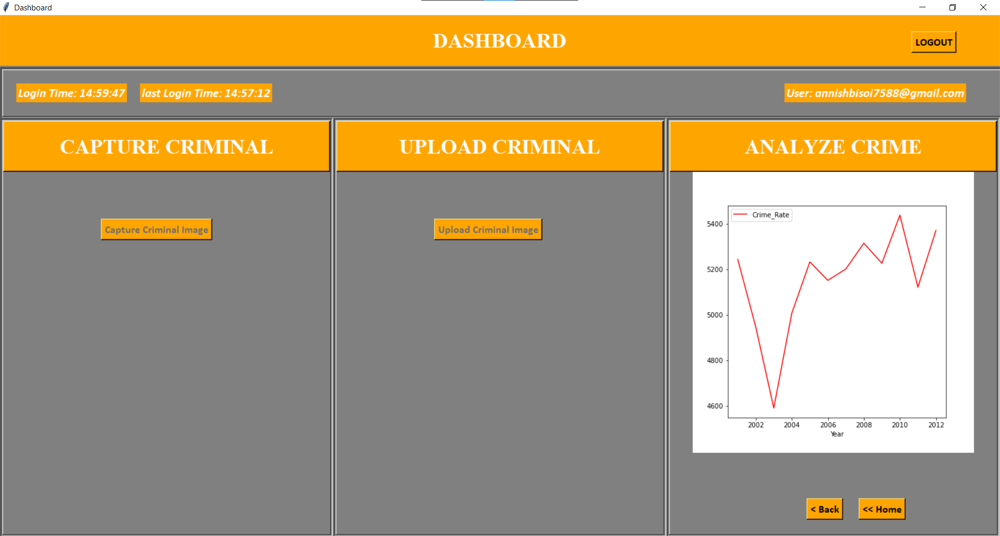 Dashboard
DASHBOARD
LOGOUT
Login Time: 14:59:47
last Login Time: 14:57:12
User: annishbisoi7588@gmail.com
CAPTURE CRIMINAL
UPLOAD CRIMINAL
ANALYZE CRIME
Capture Criminal Image
Upload Criminal Image
Crime_Rate
5400
5200
5000
4800
4600
2002 2004 2006 2008 2010 2012
Year
< Back
<< Home